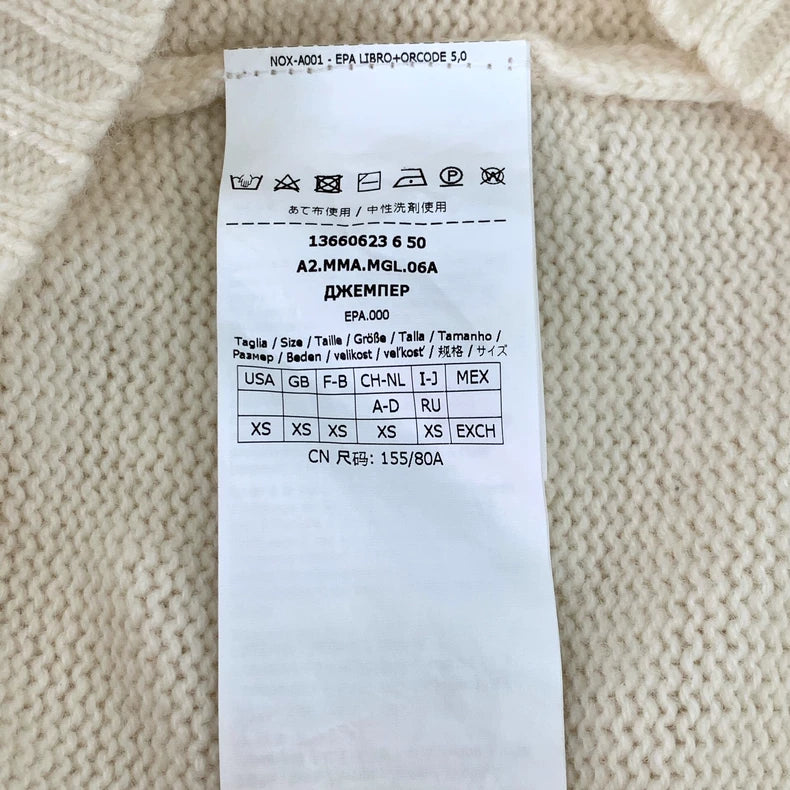 NOX-A001 - EPA LIBRO+ORCODE 5,0
あて布使用 / 中性洗剤使用
13660623 6 50
A2.MMA.MGL.06A
ДЖЕМПЕР
EPA.000
Taglia / Size / Taille / Größe / Talla / Tamanho /
Размер / Beden / velikost / veľkosť / 规格 / サイズ
USA GB F-B CH-NL I-J MEX
A-D RU
XS XS XS XS XS EXCH
CN 尺码: 155/80A